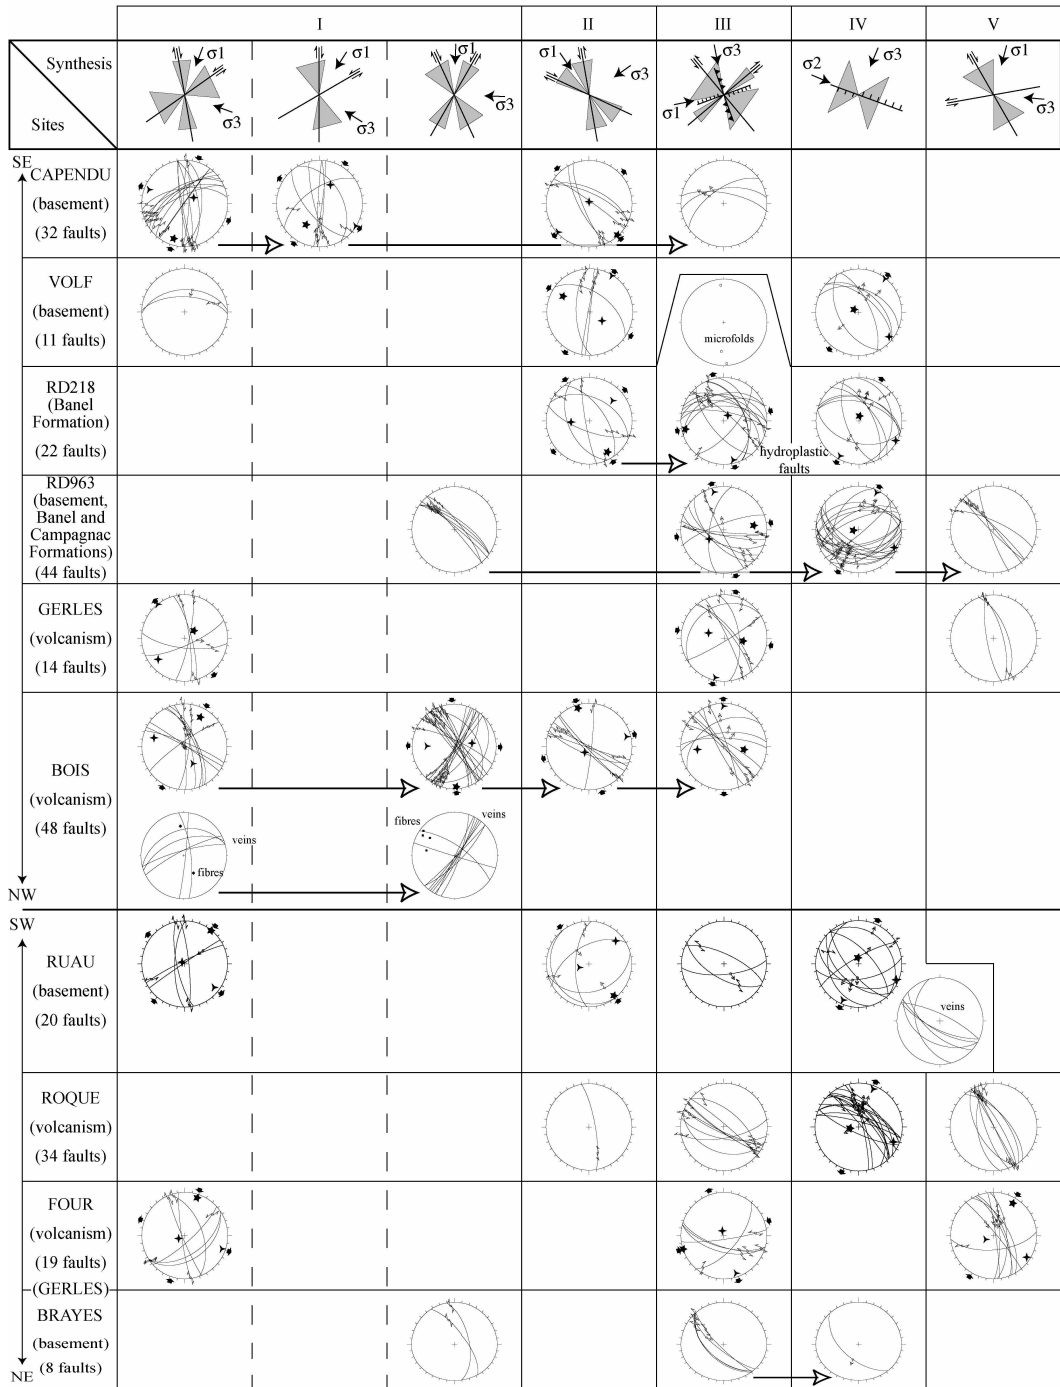 I II III IV V
Synthesis
Sites
σ1
σ3
σ1
σ3
σ1
σ3
σ1
σ3
σ3
σ1
σ2
σ3
σ1
σ3
SE
CAPENDU
(basement)
(32 faults)
VOLF
(basement)
(11 faults)
microfolds
RD218
(Banel
Formation)
(22 faults)
hydroplastic
faults
RD963
(basement,
Banel and
Campagnac
Formations)
(44 faults)
GERLES
(volcanism)
(14 faults)
BOIS
(volcanism)
(48 faults)
veins
fibres
fibres
veins
NW
SW
RUAU
(basement)
(20 faults)
veins
ROQUE
(volcanism)
(34 faults)
FOUR
(volcanism)
(19 faults)
(GERLES)
BRAYES
(basement)
(8 faults)
NE